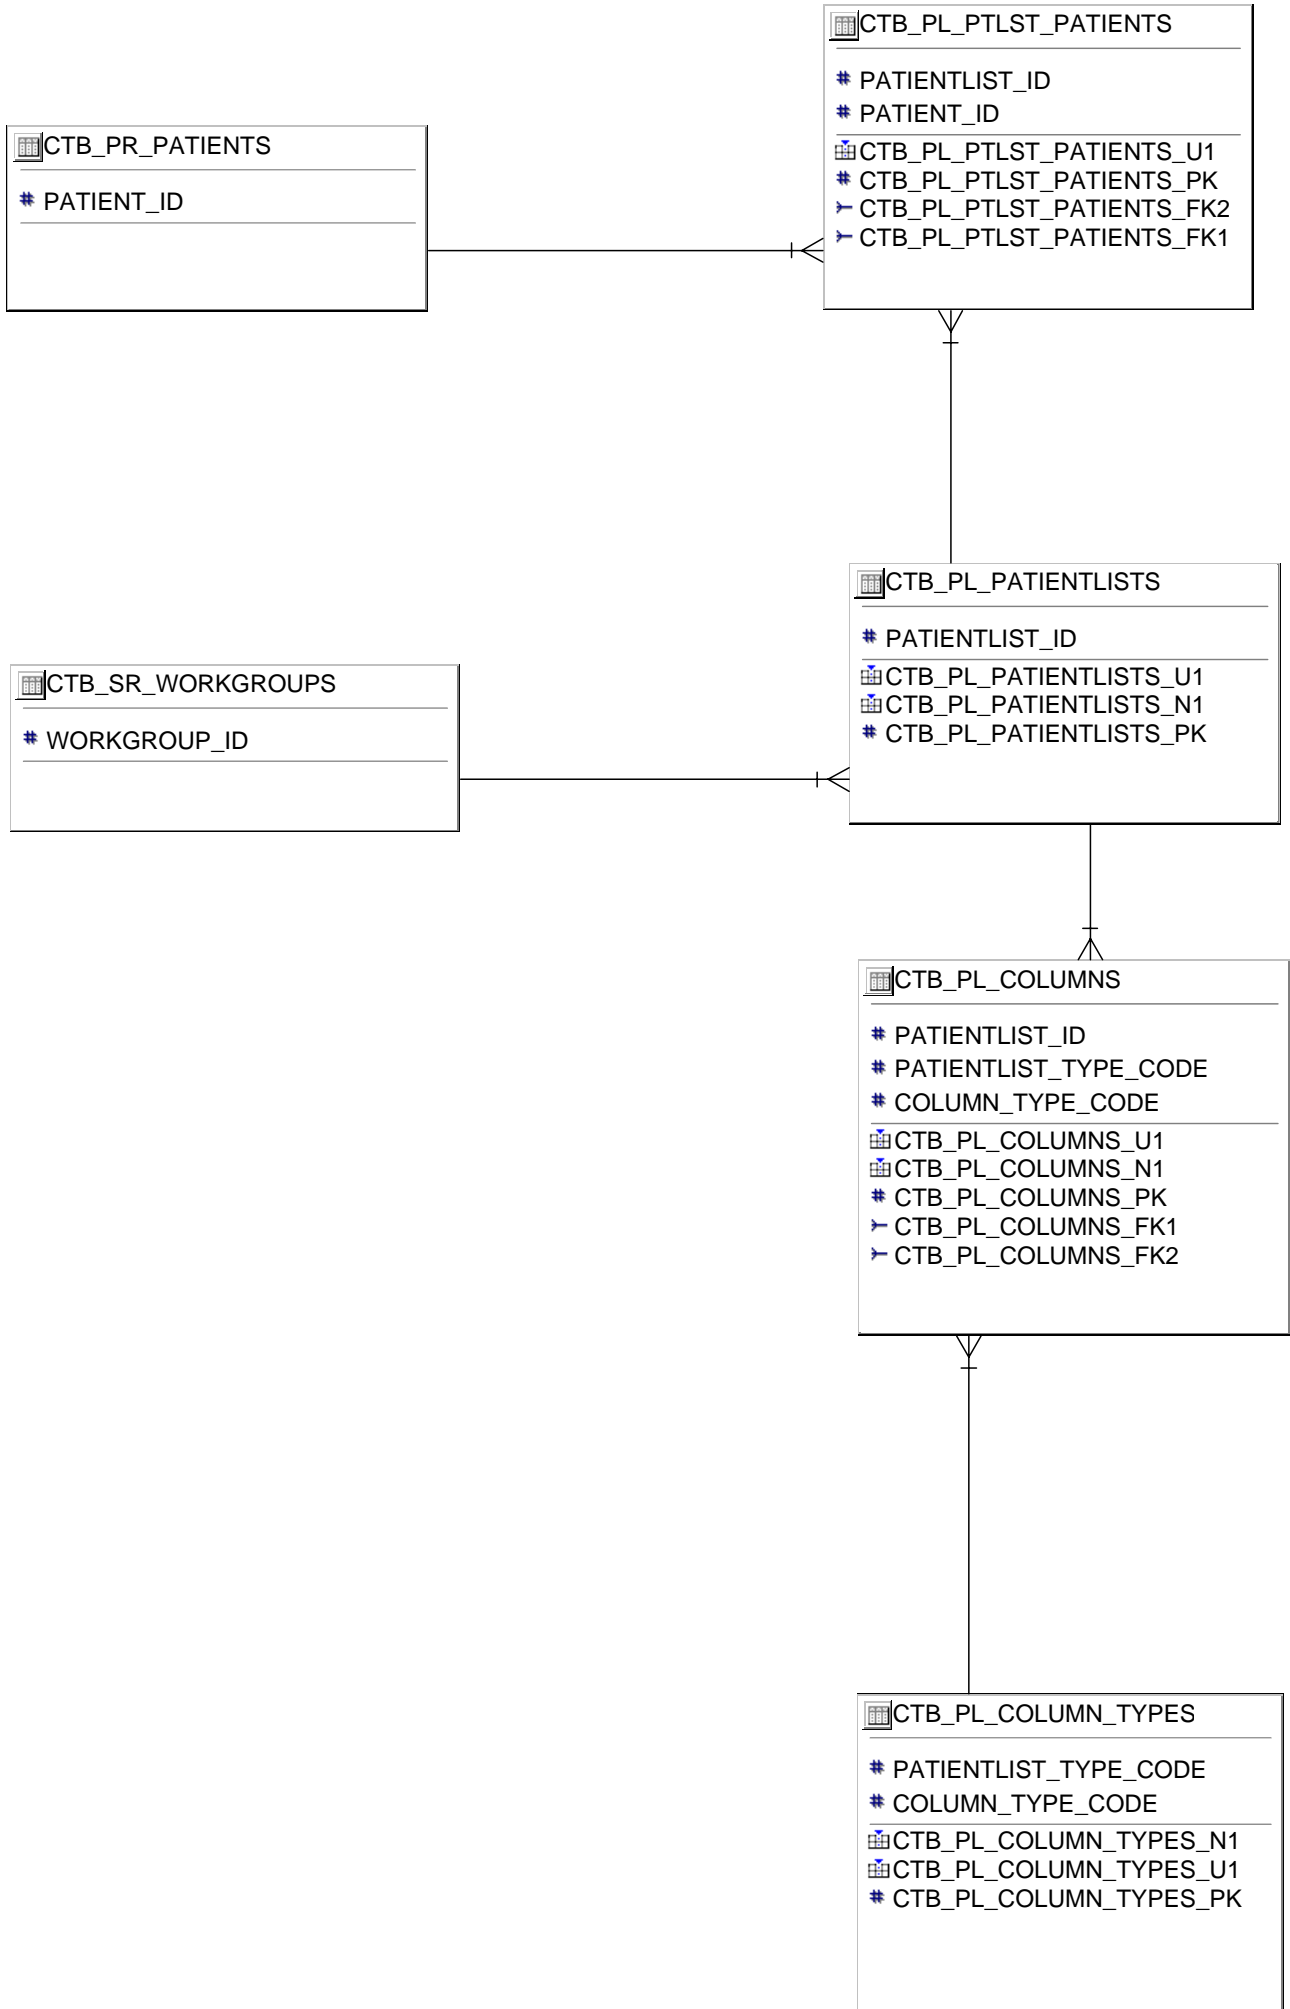 CTB_PL_PTLST_PATIENTS
PATIENTLIST_ID
PATIENT_ID
CTB_PL_PTLST_PATIENTS_U1
CTB_PL_PTLST_PATIENTS_PK
CTB_PL_PTLST_PATIENTS_FK2
CTB_PL_PTLST_PATIENTS_FK1
CTB_PR_PATIENTS
PATIENT_ID
CTB_PL_PATIENTLISTS
PATIENTLIST_ID
CTB_PL_PATIENTLISTS_U1
CTB_PL_PATIENTLISTS_N1
CTB_PL_PATIENTLISTS_PK
CTB_SR_WORKGROUPS
WORKGROUP_ID
CTB_PL_COLUMNS
PATIENTLIST_ID
PATIENTLIST_TYPE_CODE
COLUMN_TYPE_CODE
CTB_PL_COLUMNS_U1
CTB_PL_COLUMNS_N1
CTB_PL_COLUMNS_PK
CTB_PL_COLUMNS_FK1
CTB_PL_COLUMNS_FK2
CTB_PL_COLUMN_TYPES
PATIENTLIST_TYPE_CODE
COLUMN_TYPE_CODE
CTB_PL_COLUMN_TYPES_N1
CTB_PL_COLUMN_TYPES_U1
CTB_PL_COLUMN_TYPES_PK